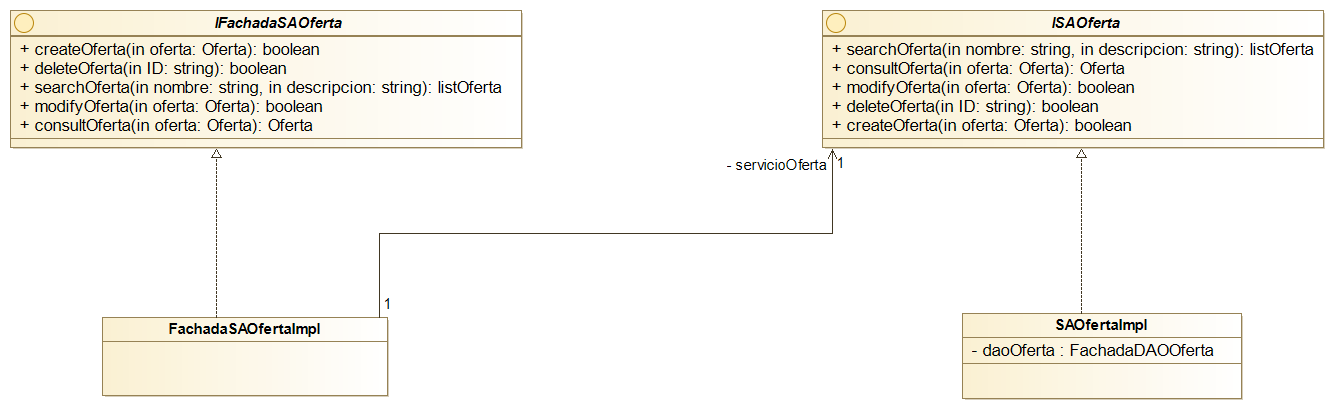 IFachadaSAOferta
+ createOferta(in oferta: Oferta): boolean
+ deleteOferta(in ID: string): boolean
+ searchOferta(in nombre: string, in descripcion: string): listOferta
+ modifyOferta(in oferta: Oferta): boolean
+ consultOferta(in oferta: Oferta): Oferta
ISAOferta
+ searchOferta(in nombre: string, in descripcion: string): listOferta
+ consultOferta(in oferta: Oferta): Oferta
+ modifyOferta(in oferta: Oferta): boolean
+ deleteOferta(in ID: string): boolean
+ createOferta(in oferta: Oferta): boolean
- servicioOferta
1
1
FachadaSAOfertaImpl
SAOfertaImpl
- daoOferta : FachadaDAOOferta